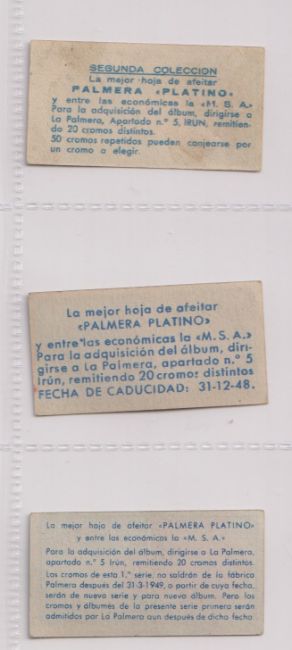 SEGUNDA COLECCION
La mejor hoja de afeitar
PALMERA «PLATINO»
y entre las económicas la «M. S. A.»
Para la adquisición del álbum, dirigirse a
La Palmera, Apartado n.º 5, IRUN, remitien-
do 20 cromos distintos.
50 cromos repetidos pueden canjearse por
un cromo a elegir.
La mejor hoja de afeitar
«PALMERA PLATINO»
y entre las económicas la «M. S. A.»
Para la adquisición del álbum, diri-
girse a La Palmera, apartado n.º 5
Irún, remitiendo 20 cromos distintos
FECHA DE CADUCIDAD: 31-12-48.
La mejor hoja de afeitar «PALMERA PLATINO»
y entre las económicas la «M. S. A.»
Para la adquisición del álbum, dirigirse a La Palmera,
apartado n.º 5 Irún, remitiendo 20 cromos distintos.
Los cromos de esta 1.ª serie, no saldrán de la fábrica
Palmera después del 31-3-1949, a partir de cuya fecha,
serán de nueva serie y para nuevo álbum. Pero los
cromos y álbumes de la presente serie primera serán
admitidos por La Palmera aun después de dicha fecha.